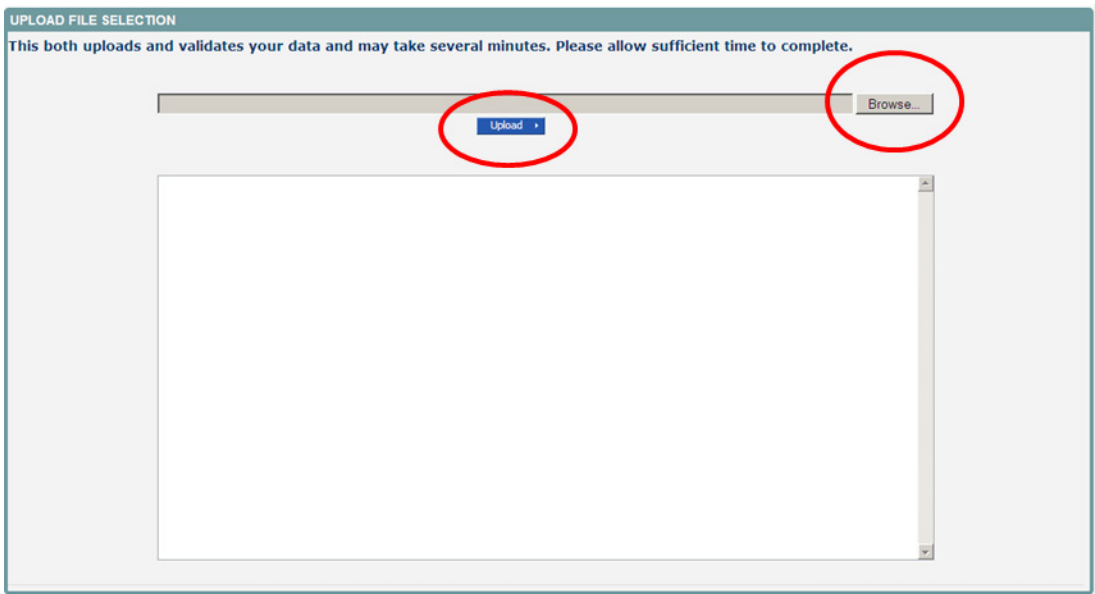 UPLOAD FILE SELECTION
This both uploads and validates your data and may take several minutes. Please allow sufficient time to complete.
Browse...
Upload